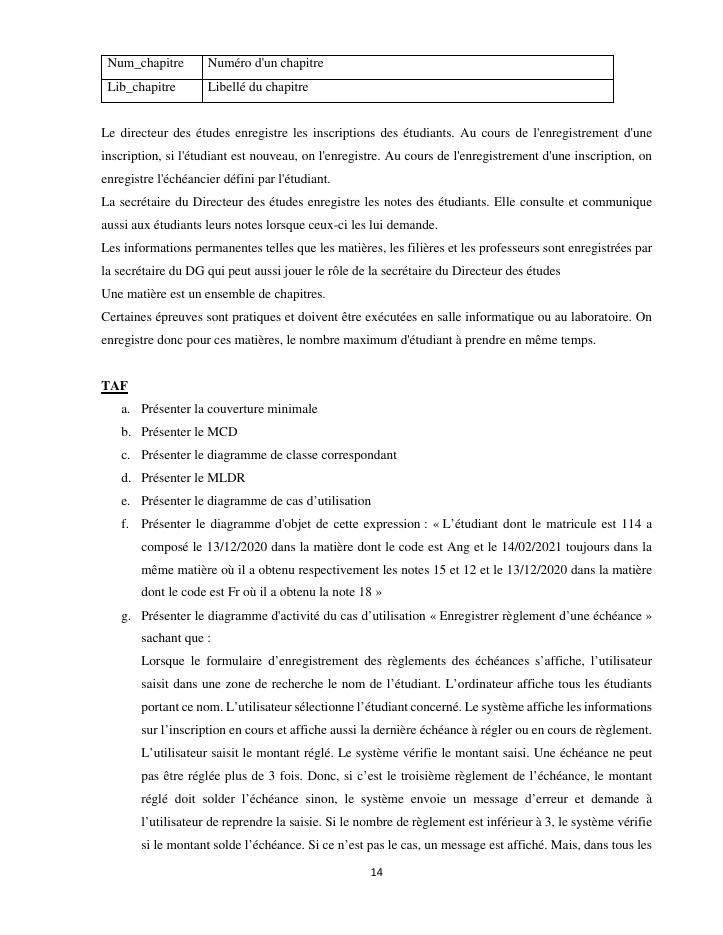 Num_chapitre Numéro d'un chapitre
Lib_chapitre Libellé du chapitre
Le directeur des études enregistre les inscriptions des étudiants. Au cours de l'enregistrement d'une
inscription, si l'étudiant est nouveau, on l'enregistre. Au cours de l'enregistrement d'une inscription, on
enregistre l'échéancier défini par l'étudiant.
La secrétaire du Directeur des études enregistre les notes des étudiants. Elle consulte et communique
aussi aux étudiants leurs notes lorsque ceux-ci les lui demande.
Les informations permanentes telles que les matières, les filières et les professeurs sont enregistrées par
la secrétaire du DG qui peut aussi jouer le rôle de la secrétaire du Directeur des études
Une matière est un ensemble de chapitres.
Certaines épreuves sont pratiques et doivent être exécutées en salle informatique ou au laboratoire. On
enregistre donc pour ces matières, le nombre maximum d'étudiant à prendre en même temps.
TAF
a. Présenter la couverture minimale
b. Présenter le MCD
c. Présenter le diagramme de classe correspondant
d. Présenter le MLDR
e. Présenter le diagramme de cas d’utilisation
f. Présenter le diagramme d'objet de cette expression : « L’étudiant dont le matricule est 114 a
composé le 13/12/2020 dans la matière dont le code est Ang et le 14/02/2021 toujours dans la
même matière où il a obtenu respectivement les notes 15 et 12 et le 13/12/2020 dans la matière
dont le code est Fr où il a obtenu la note 18 »
g. Présenter le diagramme d'activité du cas d’utilisation « Enregistrer règlement d’une échéance »
sachant que :
Lorsque le formulaire d’enregistrement des règlements des échéances s’affiche, l’utilisateur
saisit dans une zone de recherche le nom de l’étudiant. L’ordinateur affiche tous les étudiants
portant ce nom. L’utilisateur sélectionne l’étudiant concerné. Le système affiche les informations
sur l’inscription en cours et affiche aussi la dernière échéance à régler ou en cours de règlement.
L’utilisateur saisit le montant réglé. Le système vérifie le montant saisi. Une échéance ne peut
pas être réglée plus de 3 fois. Donc, si c’est le troisième règlement de l’échéance, le montant
réglé doit solder l’échéance sinon, le système envoie un message d’erreur et demande à
l’utilisateur de reprendre la saisie. Si le nombre de règlement est inférieur à 3, le système vérifie
si le montant solde l’échéance. Si ce n’est pas le cas, un message est affiché. Mais, dans tous les
14